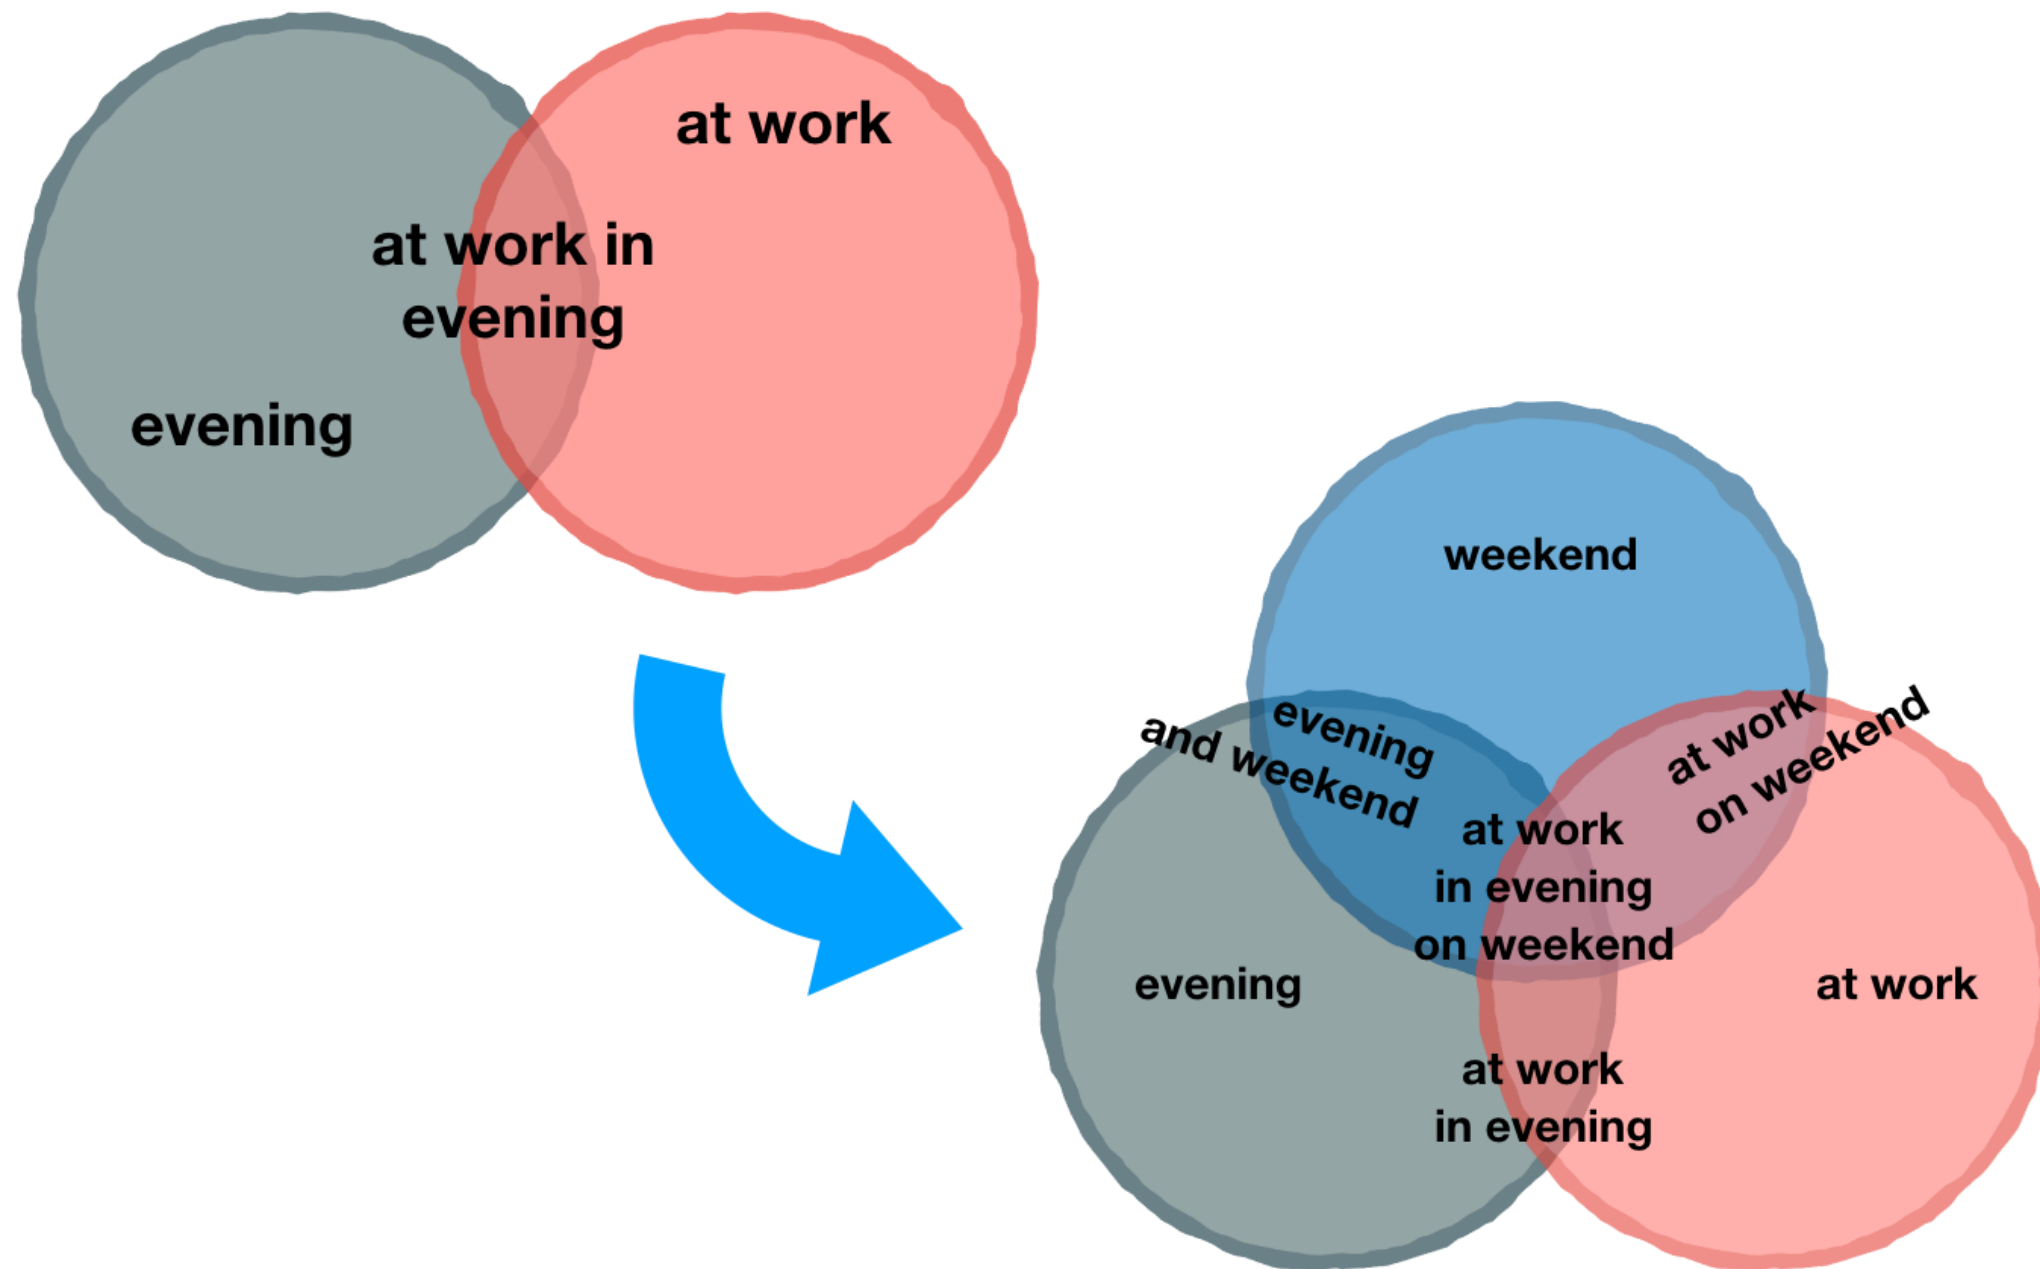 at work
at work in
evening
evening
weekend
evening
and weekend
at work
on weekend
at work
in evening
on weekend
evening
at work
at work
in evening